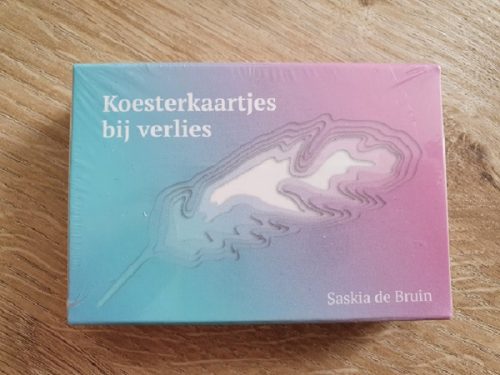 Koesterkaartjes
bij verlies
Saskia de Bruin